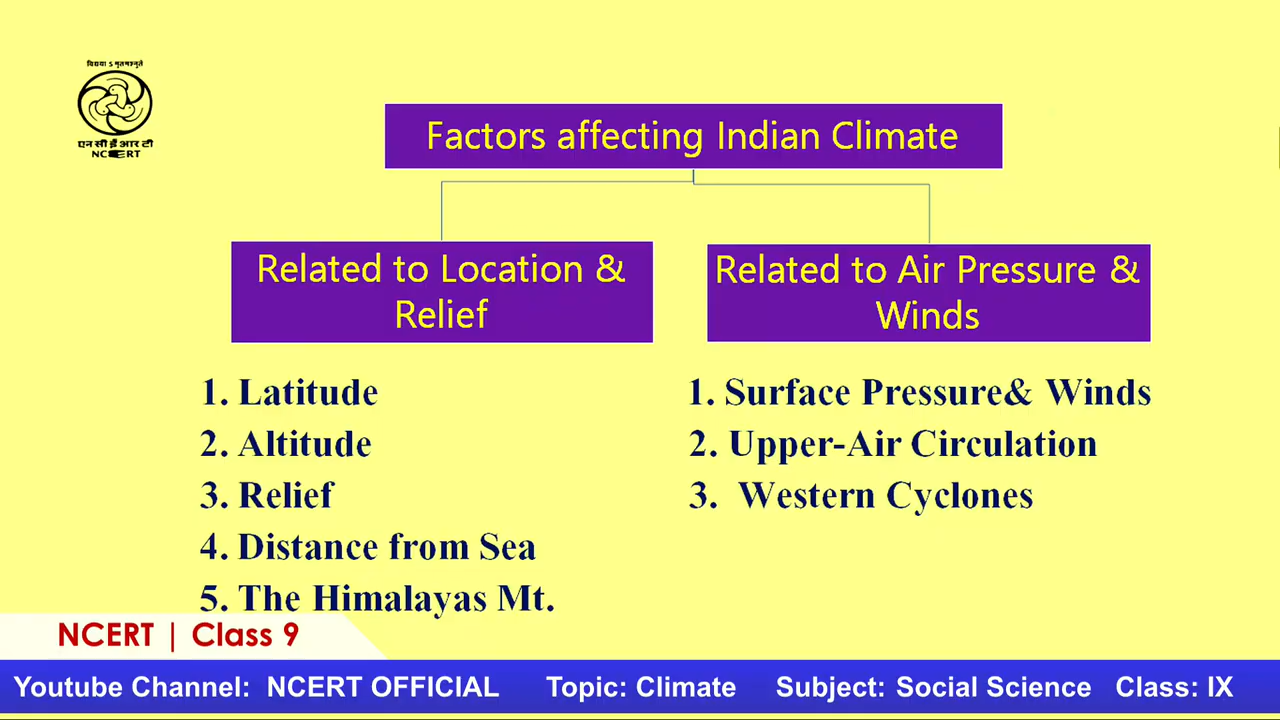 विद्यया ऽ मृतमश्नुते
एन सी ई आर टी
NCERT
Factors affecting Indian Climate
Related to Location &
Relief
1. Latitude
2. Altitude
3. Relief
4. Distance from Sea
5. The Himalayas Mt.
Related to Air Pressure &
Winds
1. Surface Pressure& Winds
2. Upper-Air Circulation
3. Western Cyclones
NCERT | Class 9
Youtube Channel: NCERT OFFICIAL Topic: Climate Subject: Social Science Class: IX